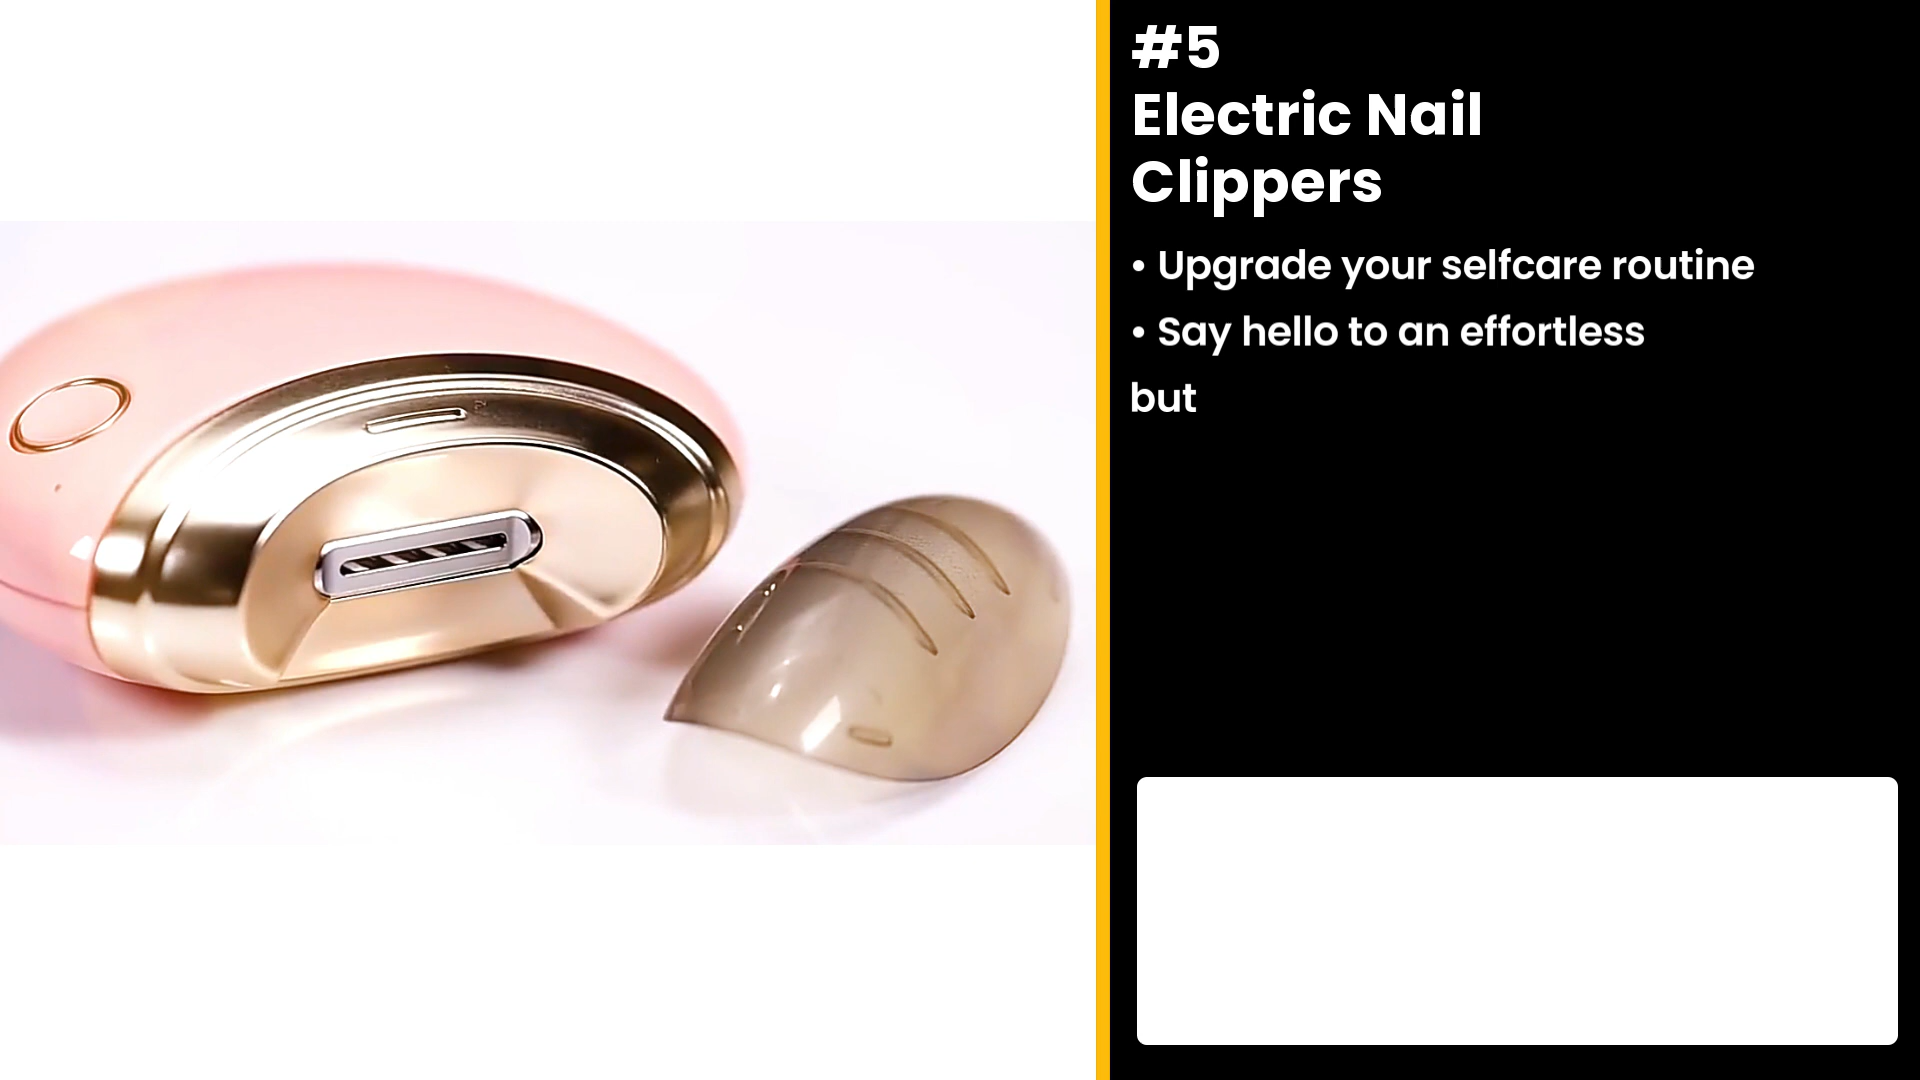 #5
Electric Nail
Clippers
• Upgrade your selfcare routine
• Say hello to an effortless
but